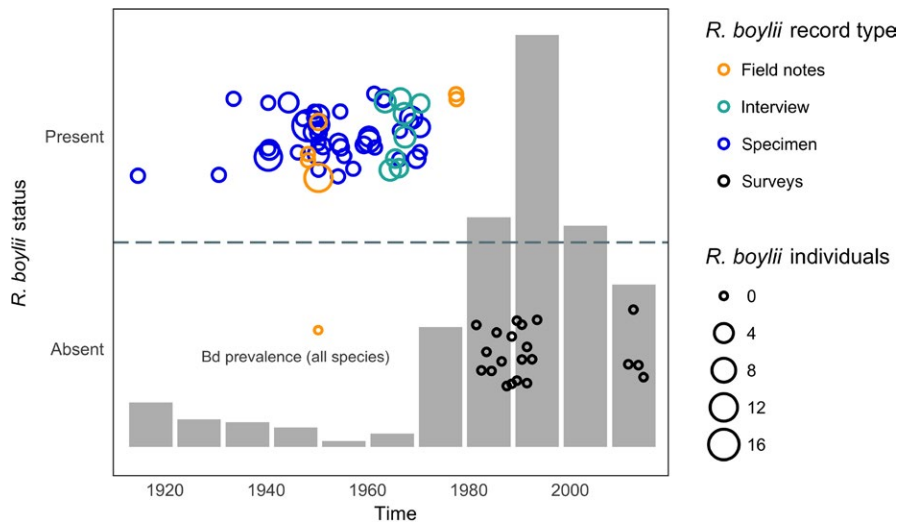 R. boylii status
Present
Absent
Bd prevalence (all species)
1920
1940
1960
1980
2000
Time
R. boylii record type
Field notes
Interview
Specimen
Surveys
R. boylii individuals
0
4
8
12
16